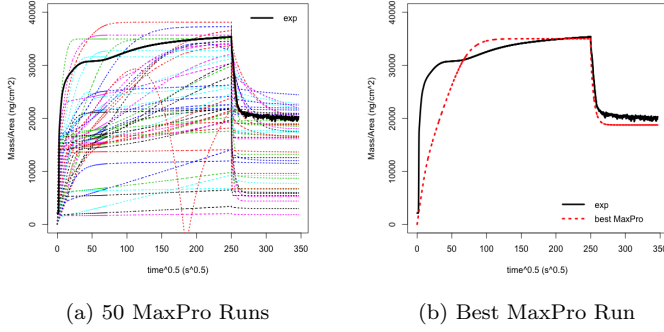 exp
Mass/Area (ng/cm^2)
40000
30000
20000
10000
0
0 50 100 150 200 250 300 350
time^0.5 (s^0.5)
(a) 50 MaxPro Runs
Mass/Area (ng/cm^2)
40000
30000
20000
10000
0
exp
best MaxPro
0 50 100 150 200 250 300 350
time^0.5 (s^0.5)
(b) Best MaxPro Run